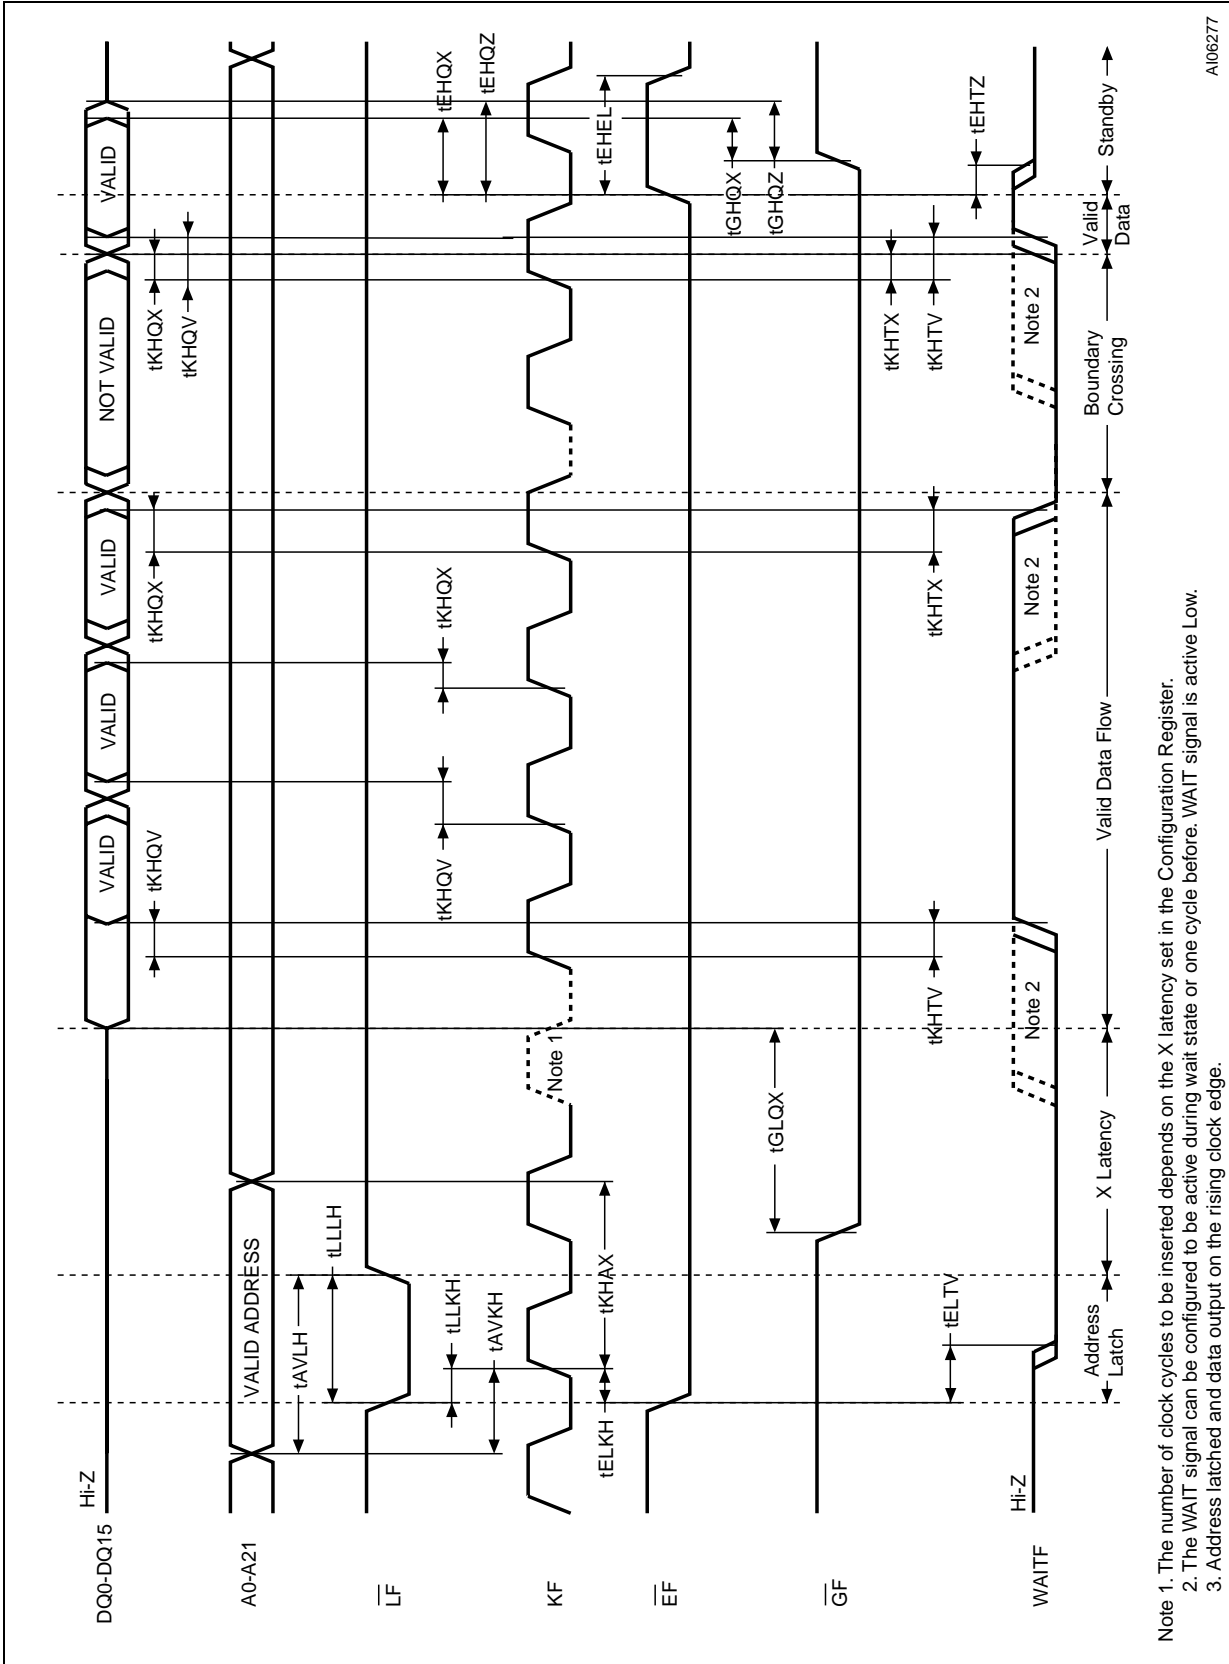 DQ0-DQ15
Hi-Z
VALID
VALID
VALID
NOT VALID
VALID
tKHQV
tKHQX
tKHQX
tKHQV
A0-A21
VALID ADDRESS
tAVLH
tLLLH
LF
tLLKH
tAVKH
tKHQV
tKHQX
tEHQX
tEHQZ
KF
Note 1
tELKH
tKHAX
tEHEL
EF
tGLQX
tGHQX
tGHQZ
GF
tELTV
tKHTV
tKHTX
tKHTX
tKHTV
tEHTZ
WAITF
Hi-Z
Note 2
Note 2
Note 2
Address
Latch
X Latency
Valid Data Flow
Boundary
Crossing
Valid
Data
Standby
Note 1. The number of clock cycles to be inserted depends on the X latency set in the Configuration Register.
2. The WAIT signal can be configured to be active during wait state or one cycle before. WAIT signal is active Low.
3. Address latched and data output on the rising clock edge.
AI06277